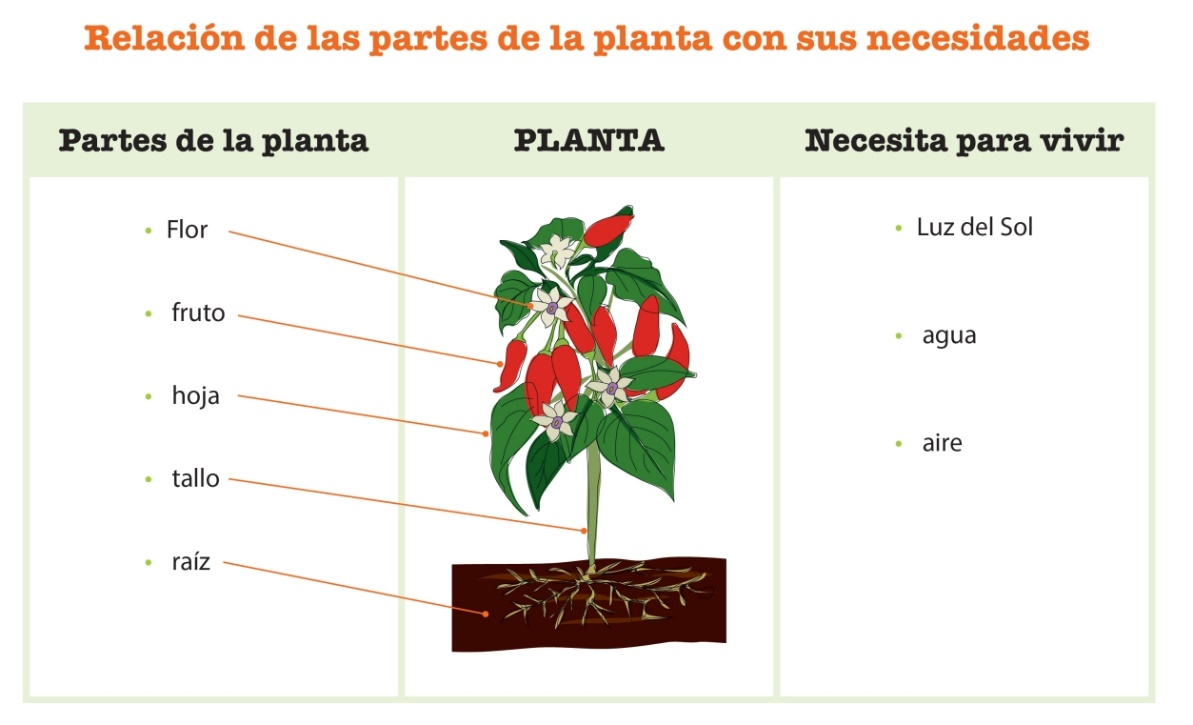 Relación de las partes de la planta con sus necesidades
Partes de la planta
PLANTA
Necesita para vivir
• Flor
• fruto
• hoja
• tallo
• raíz
• Luz del Sol
• agua
• aire